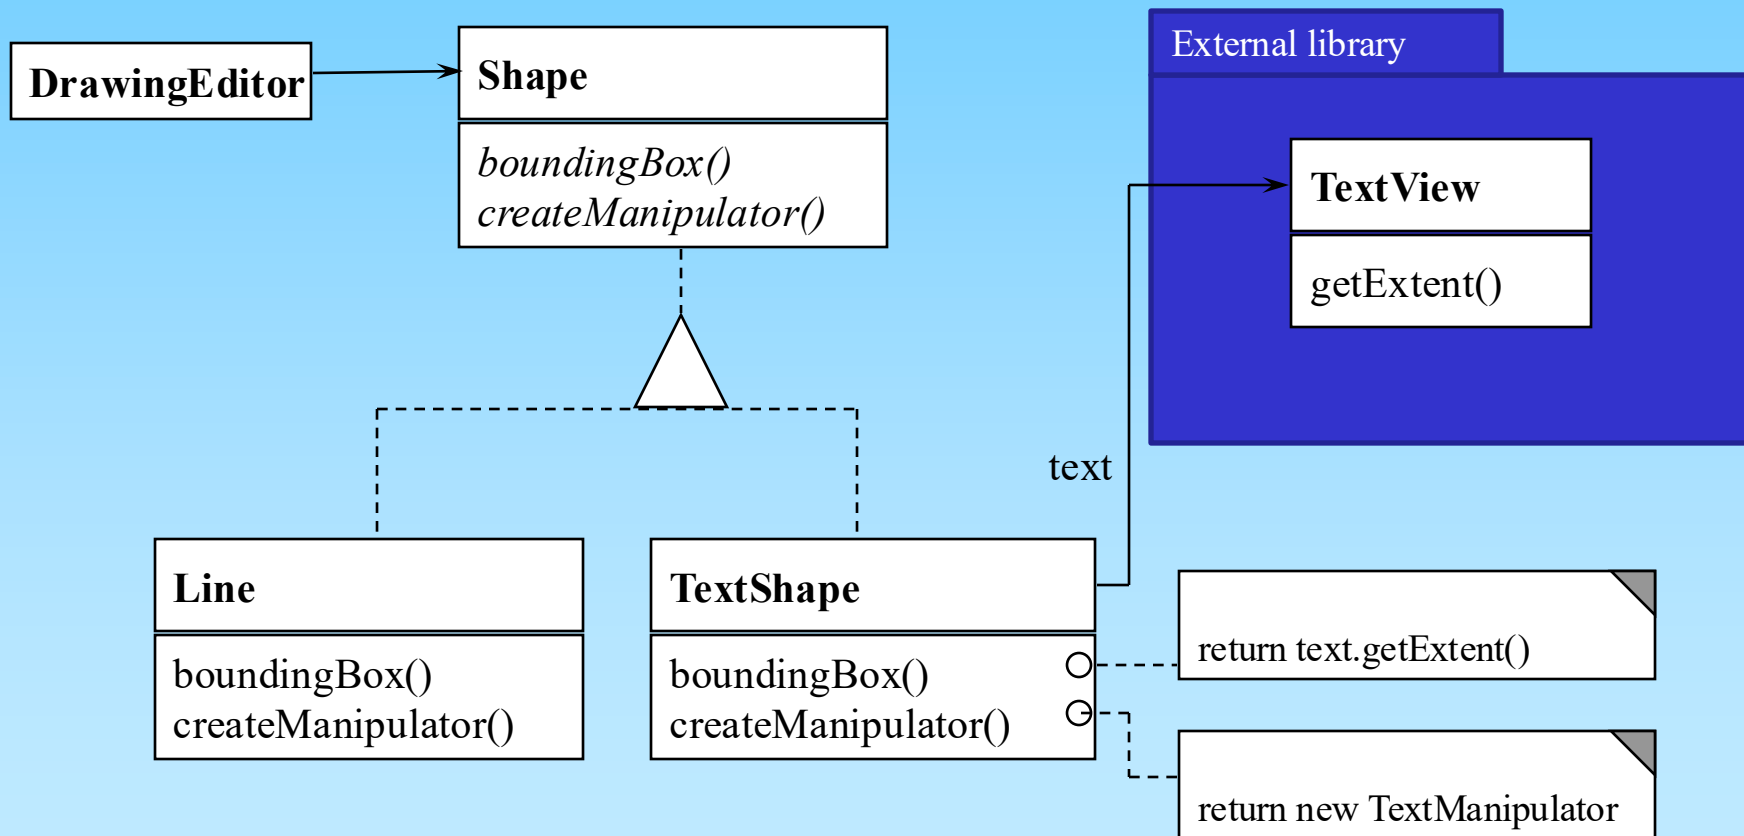 DrawingEditor
Shape
boundingBox()
createManipulator()
External library
TextView
getExtent()
text
Line
boundingBox()
createManipulator()
TextShape
boundingBox()
createManipulator()
return text.getExtent()
return new TextManipulator